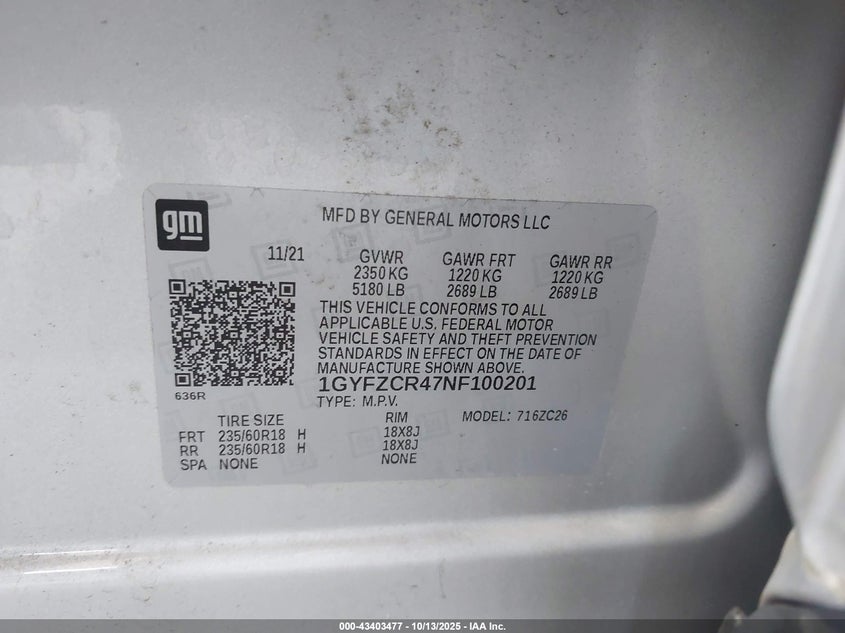 gm
MFD BY GENERAL MOTORS LLC
11/21
GVWR GAWR FRT GAWR RR
2350 KG 1220 KG 1220 KG
5180 LB 2689 LB 2689 LB
THIS VEHICLE CONFORMS TO ALL
APPLICABLE U.S. FEDERAL MOTOR
VEHICLE SAFETY AND THEFT PREVENTION
STANDARDS IN EFFECT ON THE DATE OF
MANUFACTURE SHOWN ABOVE.
1GYFZCR47NF100201
636R
TYPE: M.P.V.
TIRE SIZE RIM MODEL: 716ZC26
FRT 235/60R18 H 18X8J
RR 235/60R18 H 18X8J
SPA NONE NONE
000-43403477 - 10/13/2025 - IAA Inc.